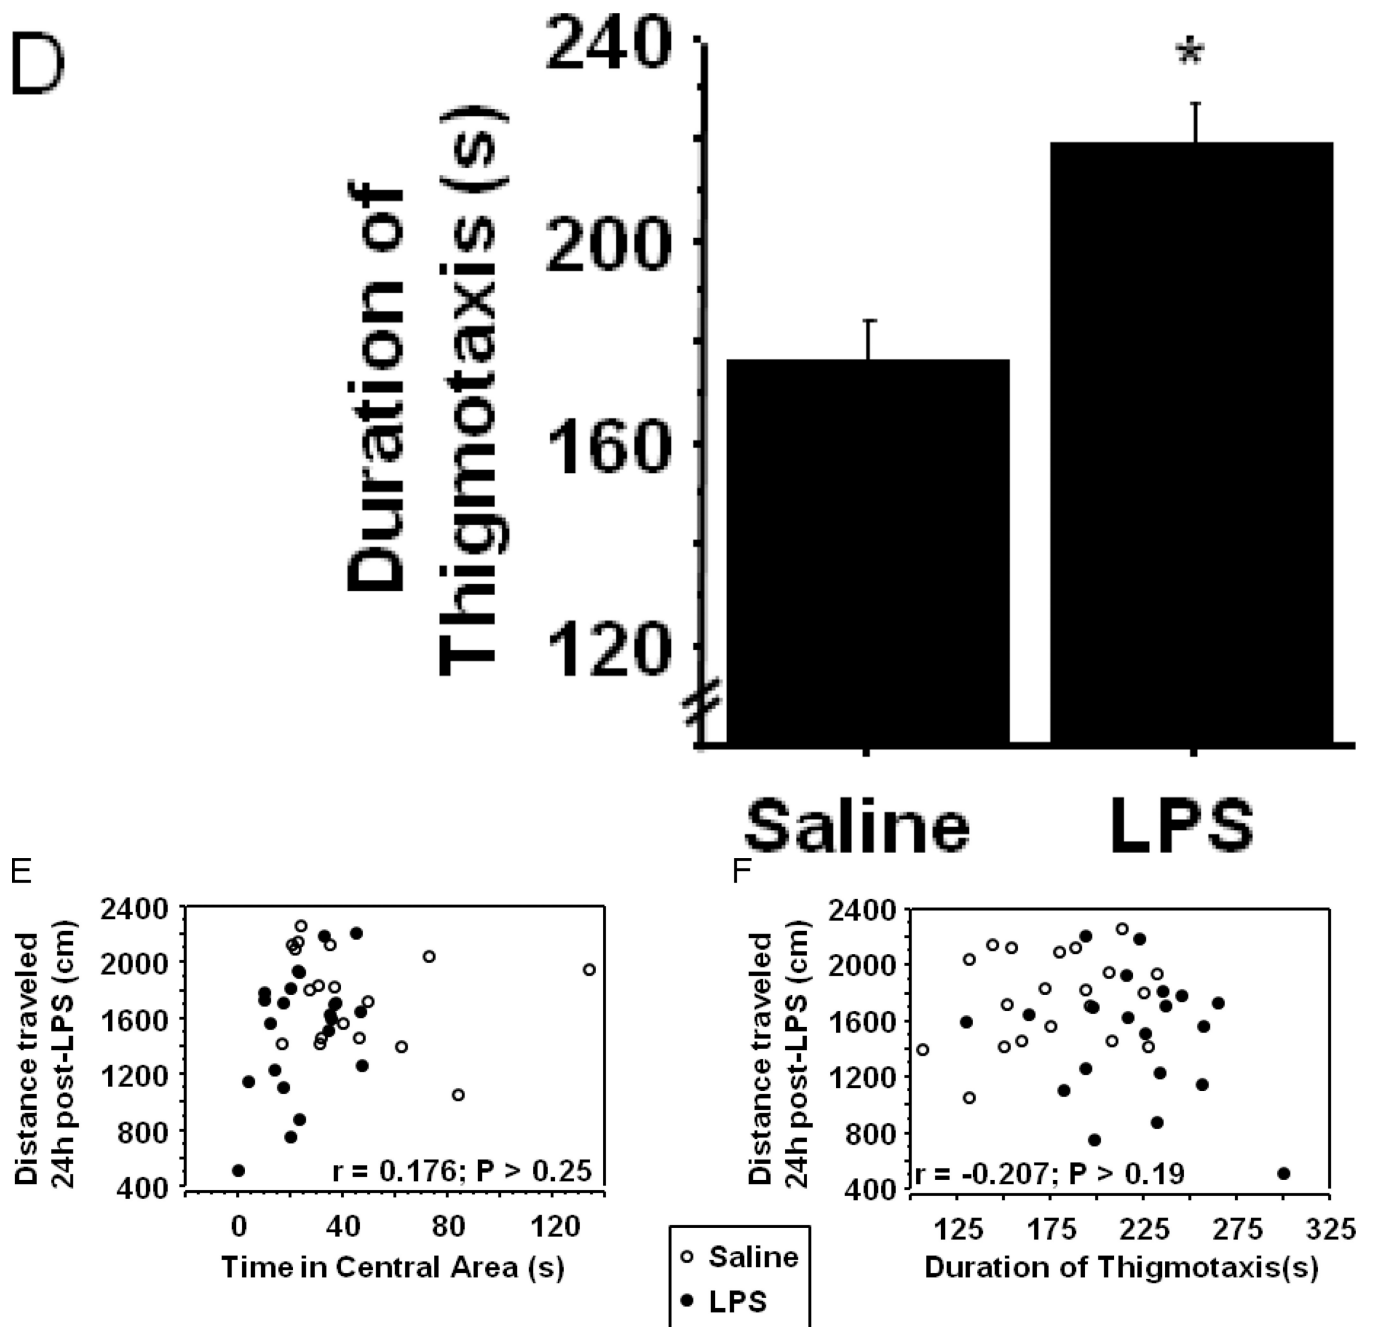 D
Duration of
Thigmotaxis (s)
240
200
160
120
*
Saline
LPS
E
Distance traveled
24h post-LPS (cm)
2400
2000
1600
1200
800
400
r = 0.176; P > 0.25
0 40 80 120
Time in Central Area (s)
F
Distance traveled
24h post-LPS (cm)
2400
2000
1600
1200
800
400
r = -0.207; P > 0.19
125 175 225 275 325
Duration of Thigmotaxis(s)
Saline
LPS